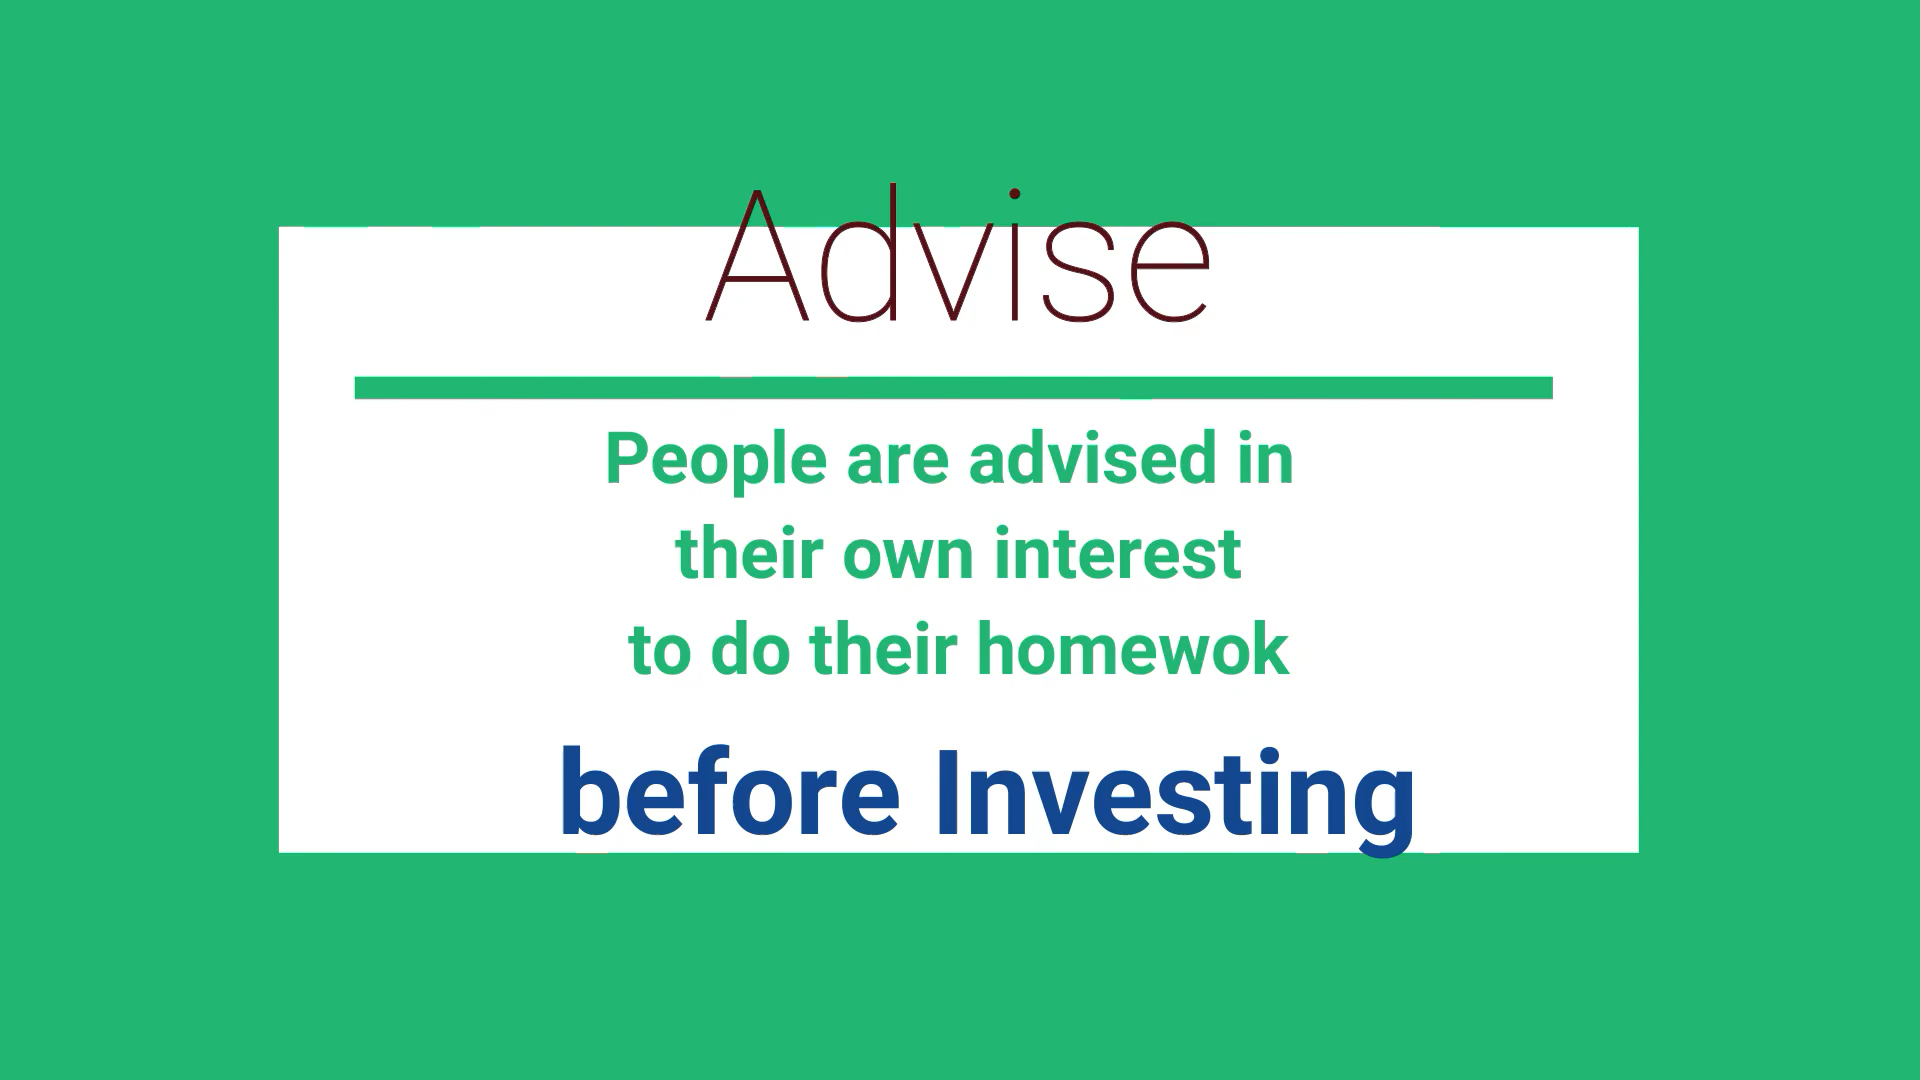 Advise
People are advised in
their own interest
to do their homewok
before Investing